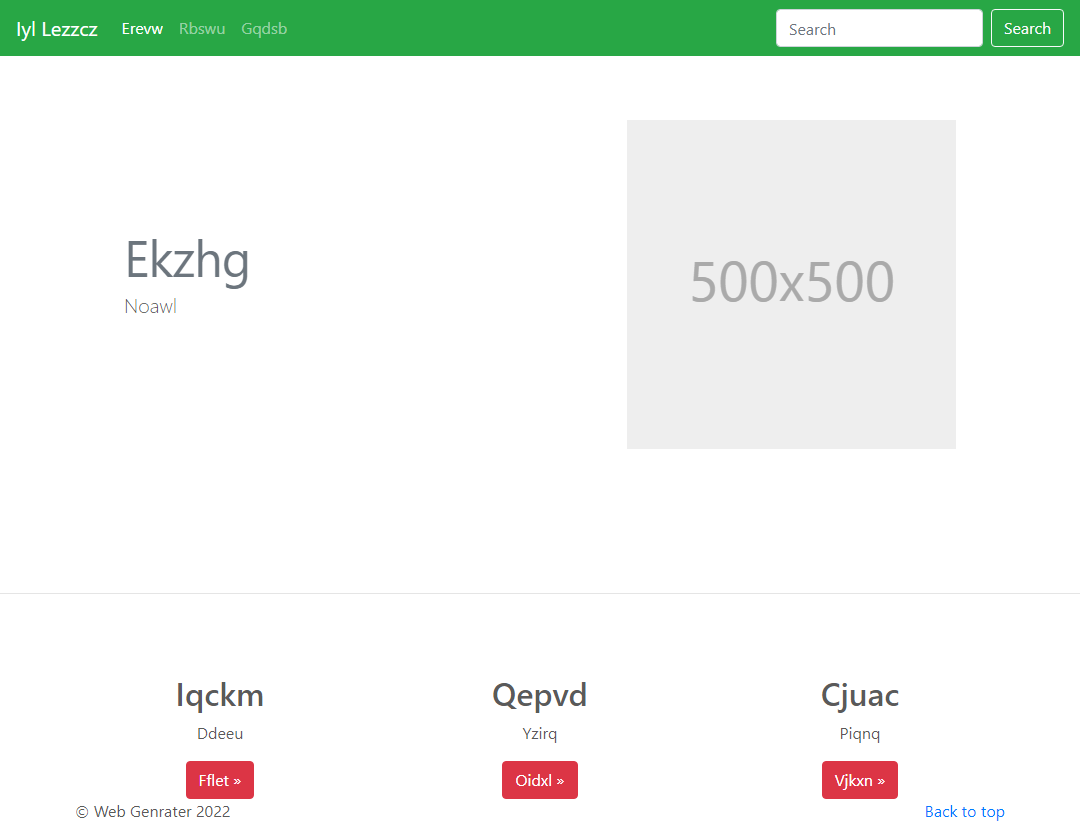 lyl Lezzcz Erevw Rbswu Gqdsb Search Search
Ekzhg
Noawl
500x500
Iqckm Qepvd Cjuac
Ddeeu Yzirq Piqnq
Fflet » Oidxl » Vjkxn »
© Web Genrater 2022 Back to top